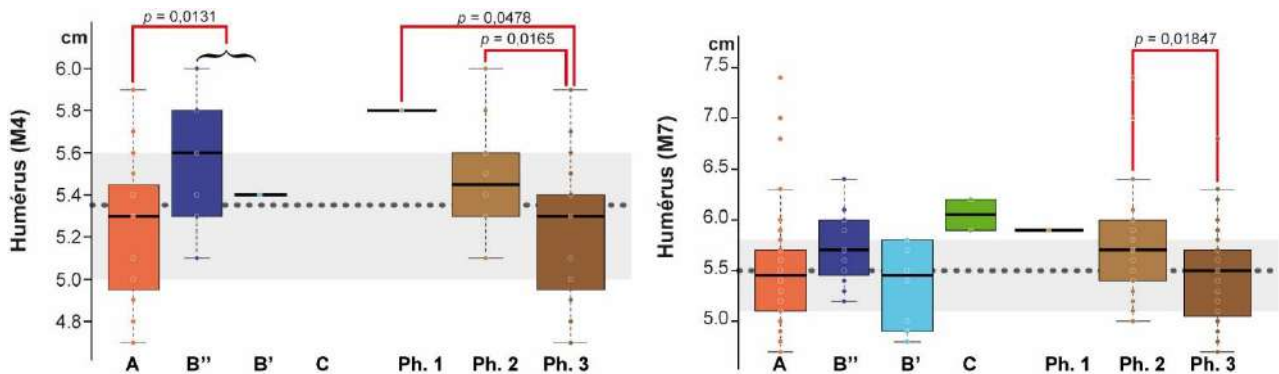 p = 0,0131
p = 0,0478
p = 0,0165
cm
Humérus (M4)
6.0
5.8
5.6
5.4
5.2
5.0
4.8
A B’’ B’ C Ph. 1 Ph. 2 Ph. 3
p = 0,01847
cm
Humérus (M7)
7.5
7.0
6.5
6.0
5.5
5.0
A B’’ B’ C Ph. 1 Ph. 2 Ph. 3